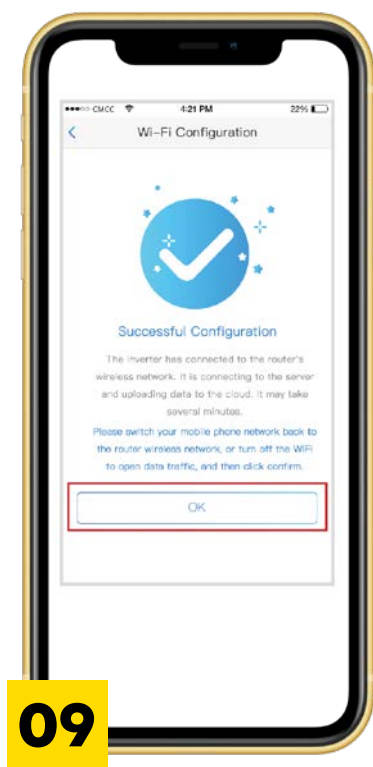 CMCC 4:21 PM 22%
Wi-Fi Configuration
Successful Configuration
The inverter has connected to the router's
wireless network. It is connecting to the server
and uploading data to the cloud. It may take
several minutes.
Please switch your mobile phone network back to
the router wireless network, or turn off the WiFi
to open data traffic, and then click confirm.
OK
09